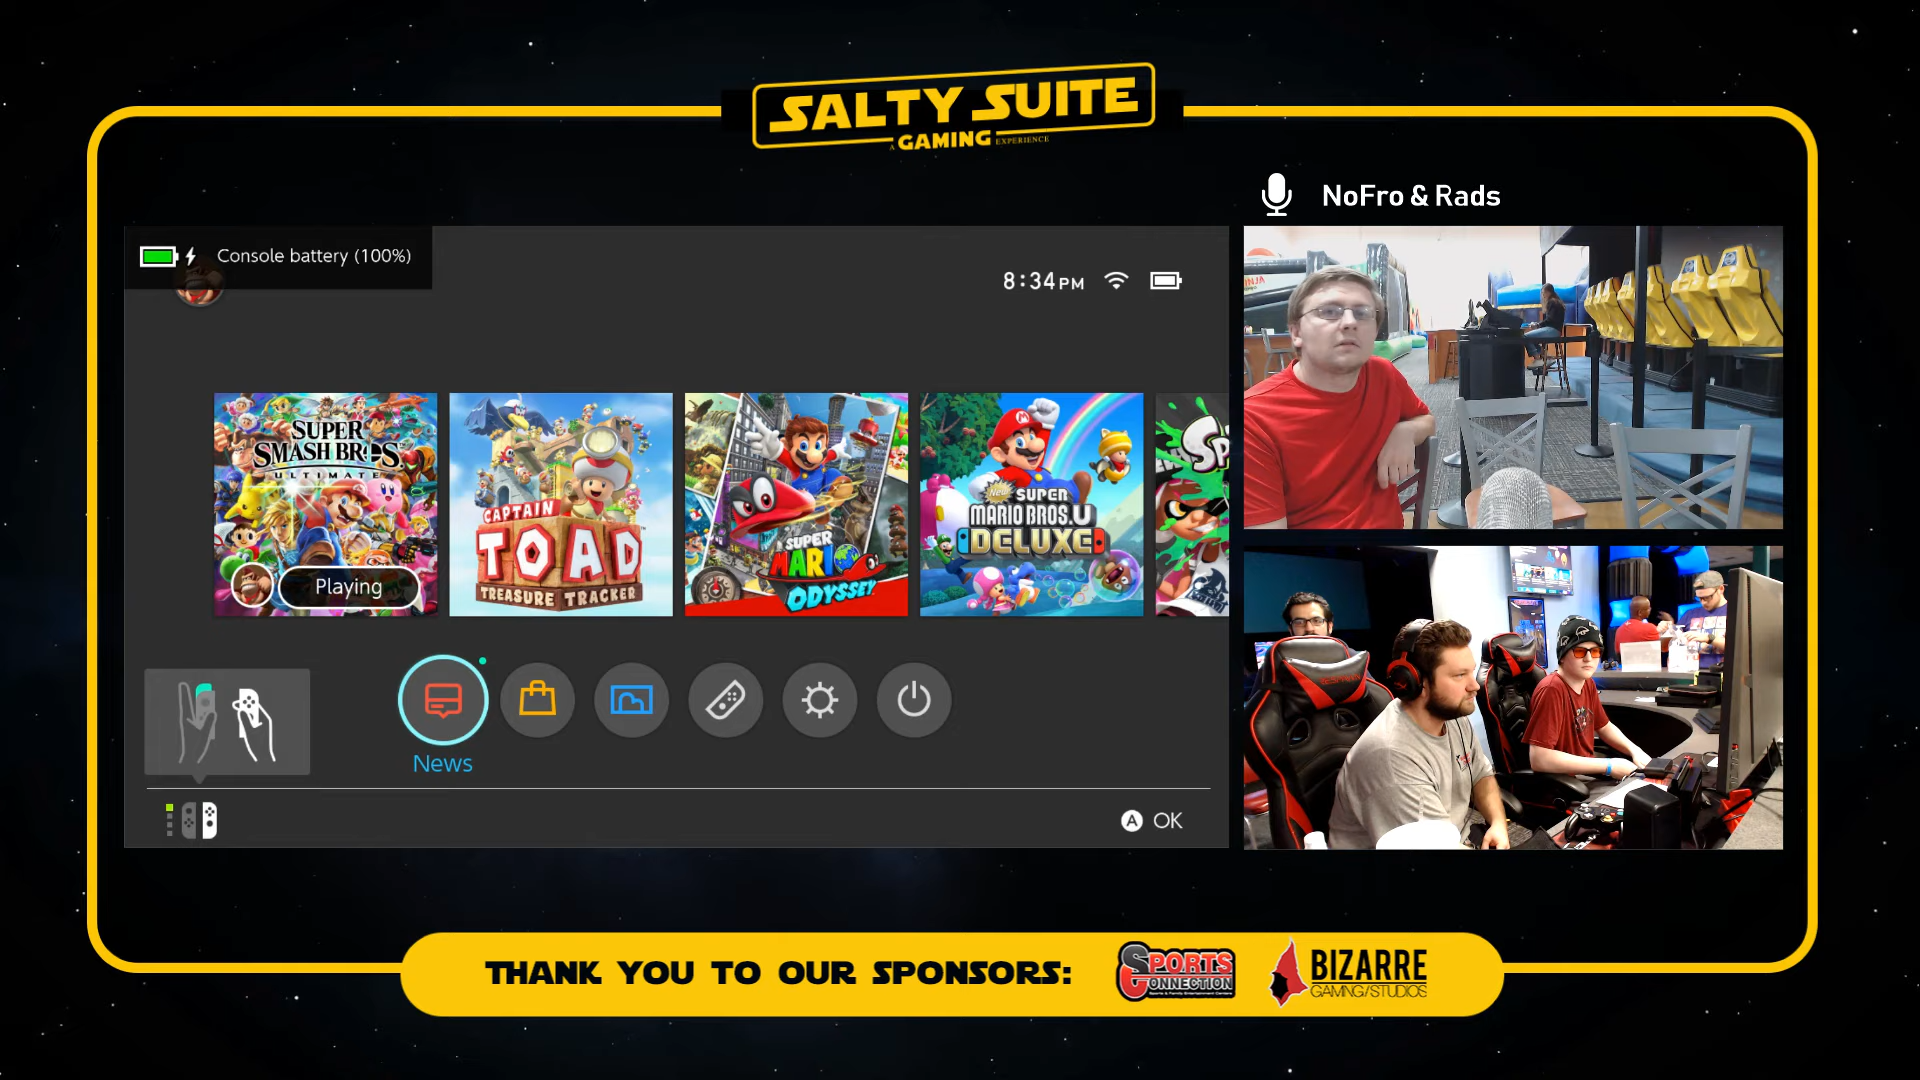 SALTY SUITE
A GAMING EXPERIENCE
NoFro & Rads
Console battery (100%)
8:34 PM
SUPER
SMASH BROS.
ULTIMATE
Playing
CAPTAIN
TOAD
TREASURE TRACKER
SUPER
MARIO
ODYSSEY
New
SUPER
MARIO BROS. U
DELUXE
News
A OK
THANK YOU TO OUR SPONSORS:
SPORTS
CONNECTION
BIZARRE
GAMING/STUDIOS